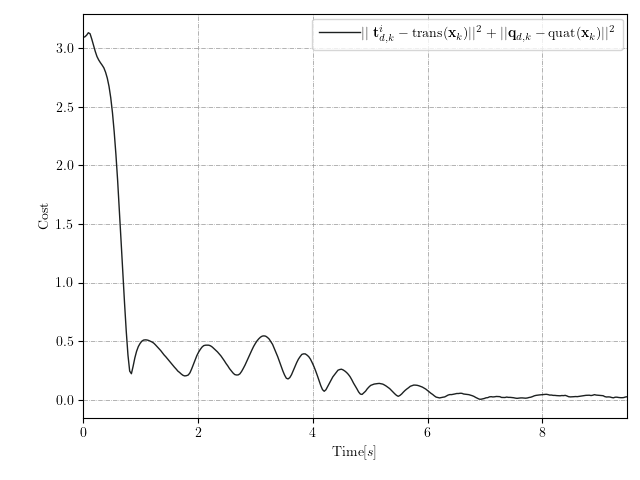 || t^i_{d,k} − trans(x_k)||^2 + ||q_{d,k} − quat(x_k)||^2
3.0
2.5
2.0
1.5
1.0
0.5
0.0
Cost
0 2 4 6 8
Time[s]